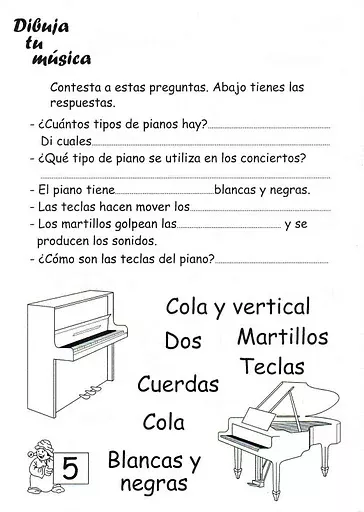 Dibuja
tu
música
Contesta a estas preguntas. Abajo tienes las
respuestas.
- ¿Cuántos tipos de pianos hay?
Di cuales
- ¿Qué tipo de piano se utiliza en los conciertos?
- El piano tiene blancas y negras.
- Las teclas hacen mover los
- Los martillos golpean las y se
producen los sonidos.
- ¿Cómo son las teclas del piano?
Cola y vertical
Dos Martillos
Teclas
Cuerdas
Cola
Blancas y
negras
5